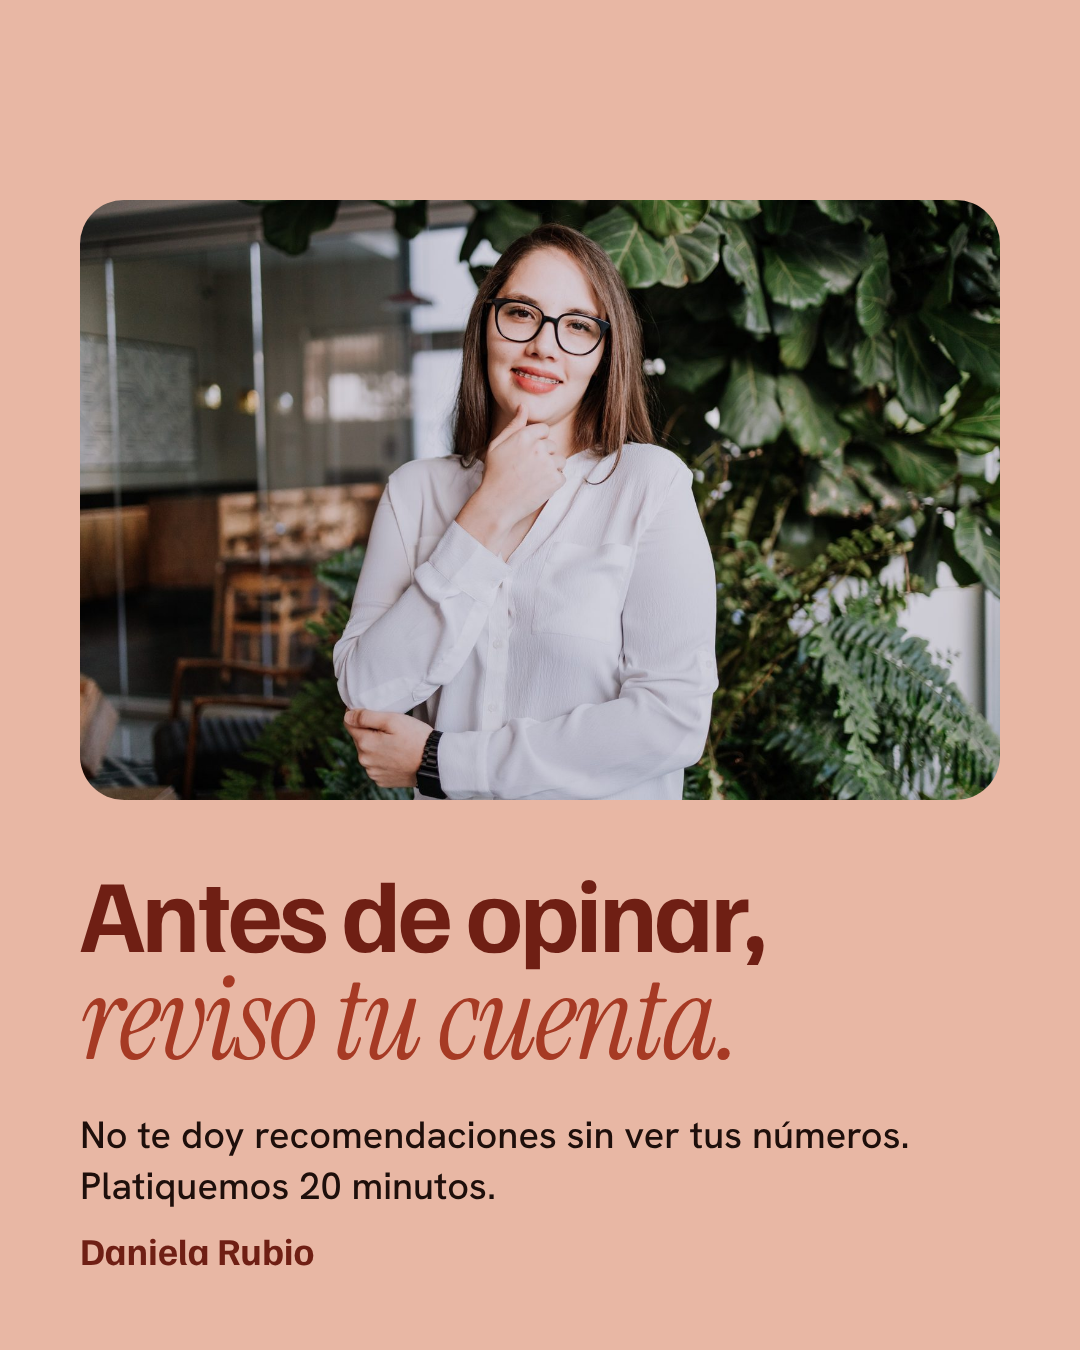 Antes de opinar,
reviso tu cuenta.
No te doy recomendaciones sin ver tus números.
Platiquemos 20 minutos.
Daniela Rubio